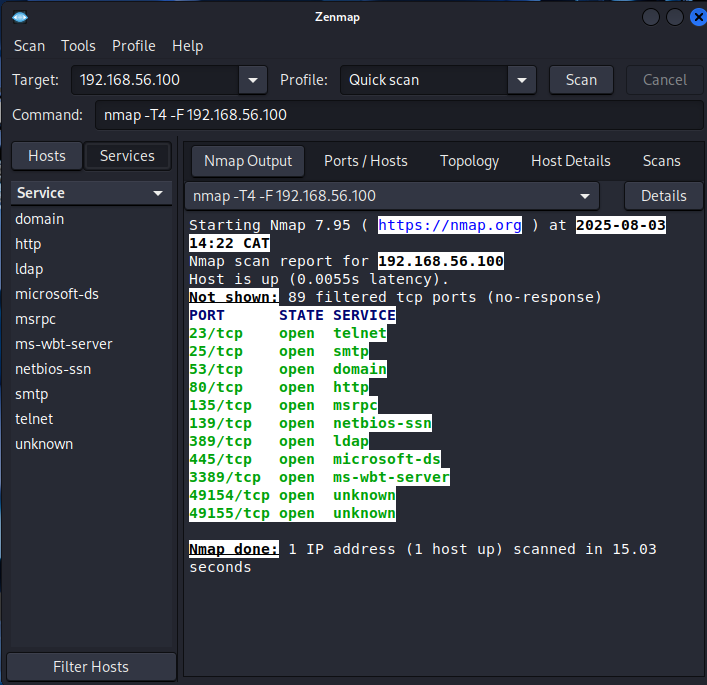 Zenmap
Scan Tools Profile Help
Target: 192.168.56.100 Profile: Quick scan Scan Cancel
Command: nmap -T4 -F 192.168.56.100
Hosts Services
Service
domain
http
ldap
microsoft-ds
msrpc
ms-wbt-server
netbios-ssn
smtp
telnet
unknown
Filter Hosts
Nmap Output Ports / Hosts Topology Host Details Scans
nmap -T4 -F 192.168.56.100 Details
Starting Nmap 7.95 ( https://nmap.org ) at 2025-08-03
14:22 CAT
Nmap scan report for 192.168.56.100
Host is up (0.0055s latency).
Not shown: 89 filtered tcp ports (no-response)
PORT STATE SERVICE
23/tcp open telnet
25/tcp open smtp
53/tcp open domain
80/tcp open http
135/tcp open msrpc
139/tcp open netbios-ssn
389/tcp open ldap
445/tcp open microsoft-ds
3389/tcp open ms-wbt-server
49154/tcp open unknown
49155/tcp open unknown
Nmap done: 1 IP address (1 host up) scanned in 15.03
seconds